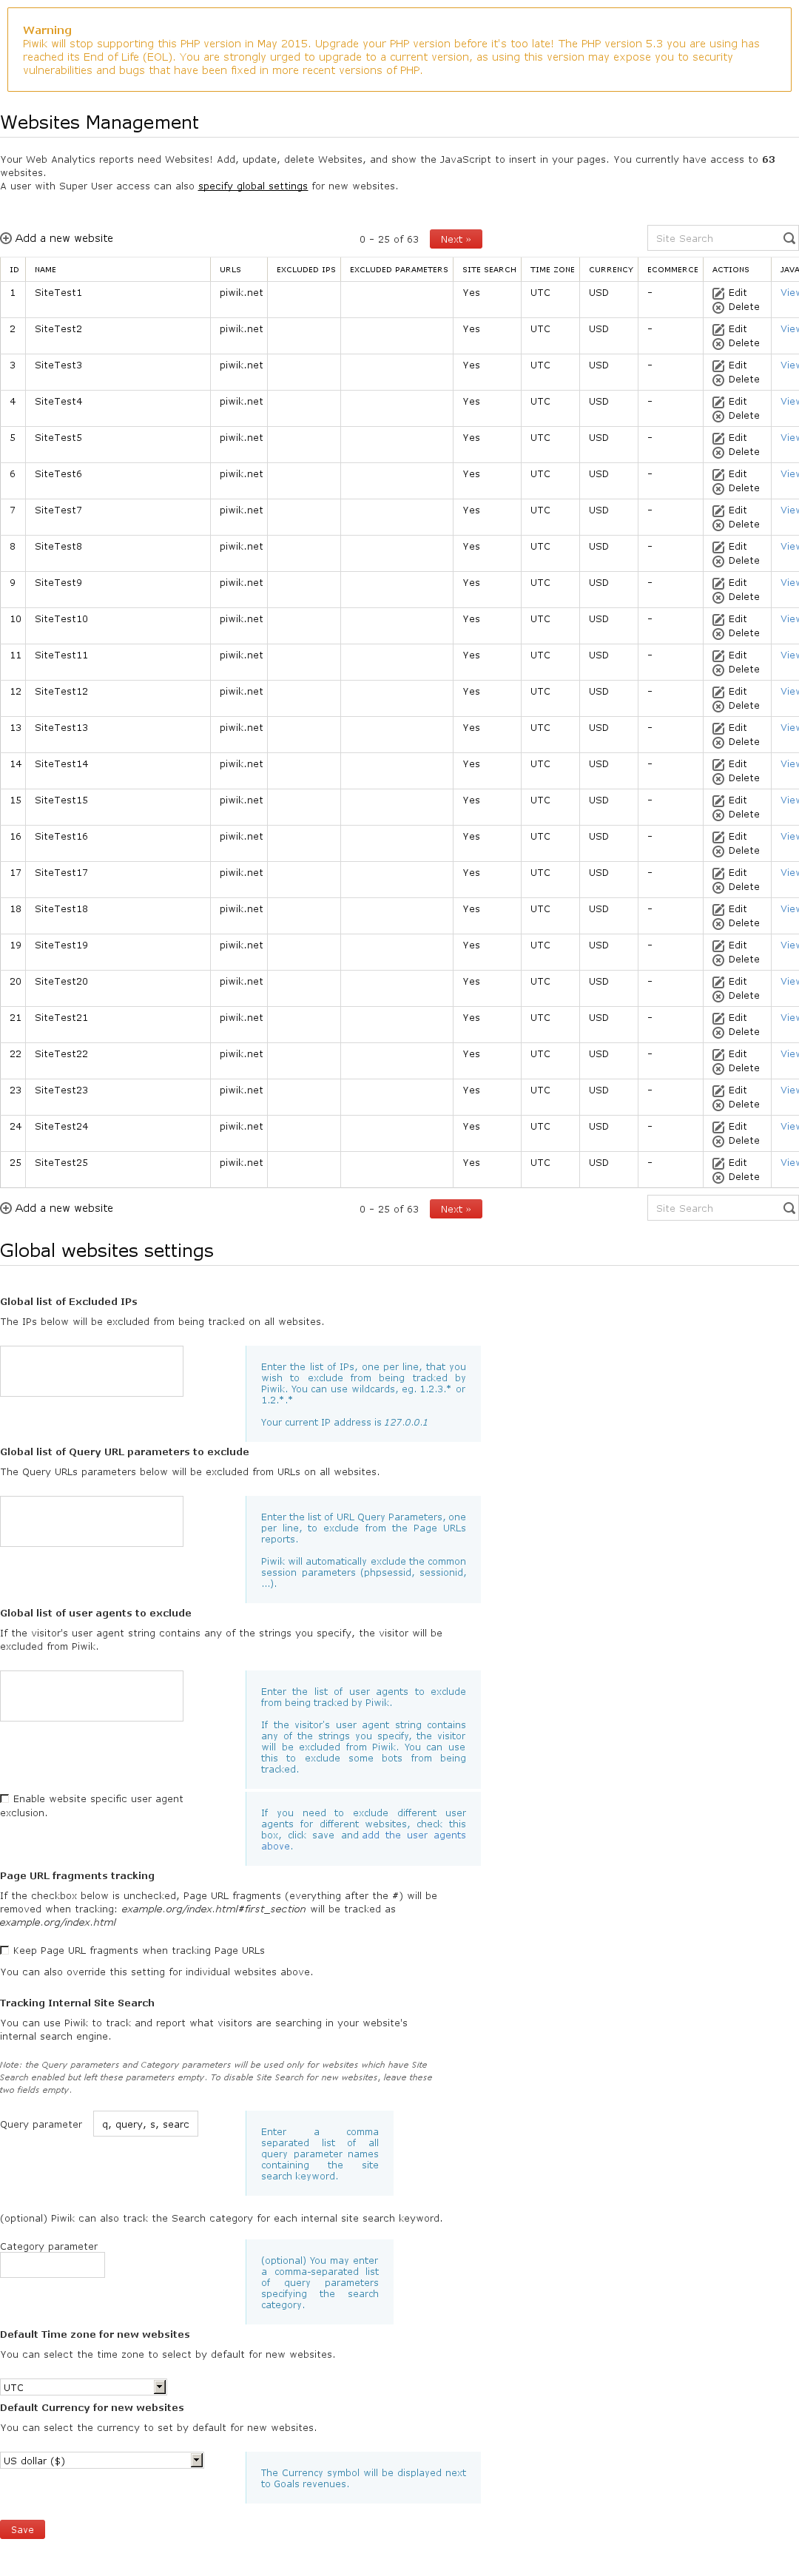 Warning
Piwik will stop supporting this PHP version in May 2015. Upgrade your PHP version before it's too late! The PHP version 5.3 you are using has
reached its End of Life (EOL). You are strongly urged to upgrade to a current version, as using this version may expose you to security
vulnerabilities and bugs that have been fixed in more recent versions of PHP.
Websites Management
Your Web Analytics reports need Websites! Add, update, delete Websites, and show the JavaScript to insert in your pages. You currently have access to 63
websites.
A user with Super User access can also specify global settings for new websites.
Add a new website 0 - 25 of 63 Next » Site Search
ID NAME URLS EXCLUDED IPS EXCLUDED PARAMETERS SITE SEARCH TIME ZONE CURRENCY ECOMMERCE ACTIONS JAVA
1 SiteTest1 piwik.net Yes UTC USD - Edit View
Delete
2 SiteTest2 piwik.net Yes UTC USD - Edit View
Delete
3 SiteTest3 piwik.net Yes UTC USD - Edit View
Delete
4 SiteTest4 piwik.net Yes UTC USD - Edit View
Delete
5 SiteTest5 piwik.net Yes UTC USD - Edit View
Delete
6 SiteTest6 piwik.net Yes UTC USD - Edit View
Delete
7 SiteTest7 piwik.net Yes UTC USD - Edit View
Delete
8 SiteTest8 piwik.net Yes UTC USD - Edit View
Delete
9 SiteTest9 piwik.net Yes UTC USD - Edit View
Delete
10 SiteTest10 piwik.net Yes UTC USD - Edit View
Delete
11 SiteTest11 piwik.net Yes UTC USD - Edit View
Delete
12 SiteTest12 piwik.net Yes UTC USD - Edit View
Delete
13 SiteTest13 piwik.net Yes UTC USD - Edit View
Delete
14 SiteTest14 piwik.net Yes UTC USD - Edit View
Delete
15 SiteTest15 piwik.net Yes UTC USD - Edit View
Delete
16 SiteTest16 piwik.net Yes UTC USD - Edit View
Delete
17 SiteTest17 piwik.net Yes UTC USD - Edit View
Delete
18 SiteTest18 piwik.net Yes UTC USD - Edit View
Delete
19 SiteTest19 piwik.net Yes UTC USD - Edit View
Delete
20 SiteTest20 piwik.net Yes UTC USD - Edit View
Delete
21 SiteTest21 piwik.net Yes UTC USD - Edit View
Delete
22 SiteTest22 piwik.net Yes UTC USD - Edit View
Delete
23 SiteTest23 piwik.net Yes UTC USD - Edit View
Delete
24 SiteTest24 piwik.net Yes UTC USD - Edit View
Delete
25 SiteTest25 piwik.net Yes UTC USD - Edit View
Delete
Add a new website 0 - 25 of 63 Next » Site Search
Global websites settings
Global list of Excluded IPs
The IPs below will be excluded from being tracked on all websites.
Enter the list of IPs, one per line, that you
wish to exclude from being tracked by
Piwik. You can use wildcards, eg. 1.2.3.* or
1.2.*.*
Your current IP address is 127.0.0.1
Global list of Query URL parameters to exclude
The Query URLs parameters below will be excluded from URLs on all websites.
Enter the list of URL Query Parameters, one
per line, to exclude from the Page URLs
reports.
Piwik will automatically exclude the common
session parameters (phpsessid, sessionid,
...).
Global list of user agents to exclude
If the visitor's user agent string contains any of the strings you specify, the visitor will be
excluded from Piwik.
Enter the list of user agents to exclude
from being tracked by Piwik.
If the visitor's user agent string contains
any of the strings you specify, the visitor
will be excluded from Piwik. You can use
this to exclude some bots from being
tracked.
Enable website specific user agent
exclusion.
If you need to exclude different user
agents for different websites, check this
box, click save and add the user agents
above.
Page URL fragments tracking
If the checkbox below is unchecked, Page URL fragments (everything after the #) will be
removed when tracking: example.org/index.html#first_section will be tracked as
example.org/index.html
Keep Page URL fragments when tracking Page URLs
You can also override this setting for individual websites above.
Tracking Internal Site Search
You can use Piwik to track and report what visitors are searching in your website's
internal search engine.
Note: the Query parameters and Category parameters will be used only for websites which have Site
Search enabled but left these parameters empty. To disable Site Search for new websites, leave these
two fields empty.
Query parameter q, query, s, searc
Enter a comma
separated list of all
query parameter names
containing the site
search keyword.
(optional) Piwik can also track the Search category for each internal site search keyword.
Category parameter
(optional) You may enter
a comma-separated list
of query parameters
specifying the search
category.
Default Time zone for new websites
You can select the time zone to select by default for new websites.
UTC
Default Currency for new websites
You can select the currency to set by default for new websites.
US dollar ($)
The Currency symbol will be displayed next
to Goals revenues.
Save